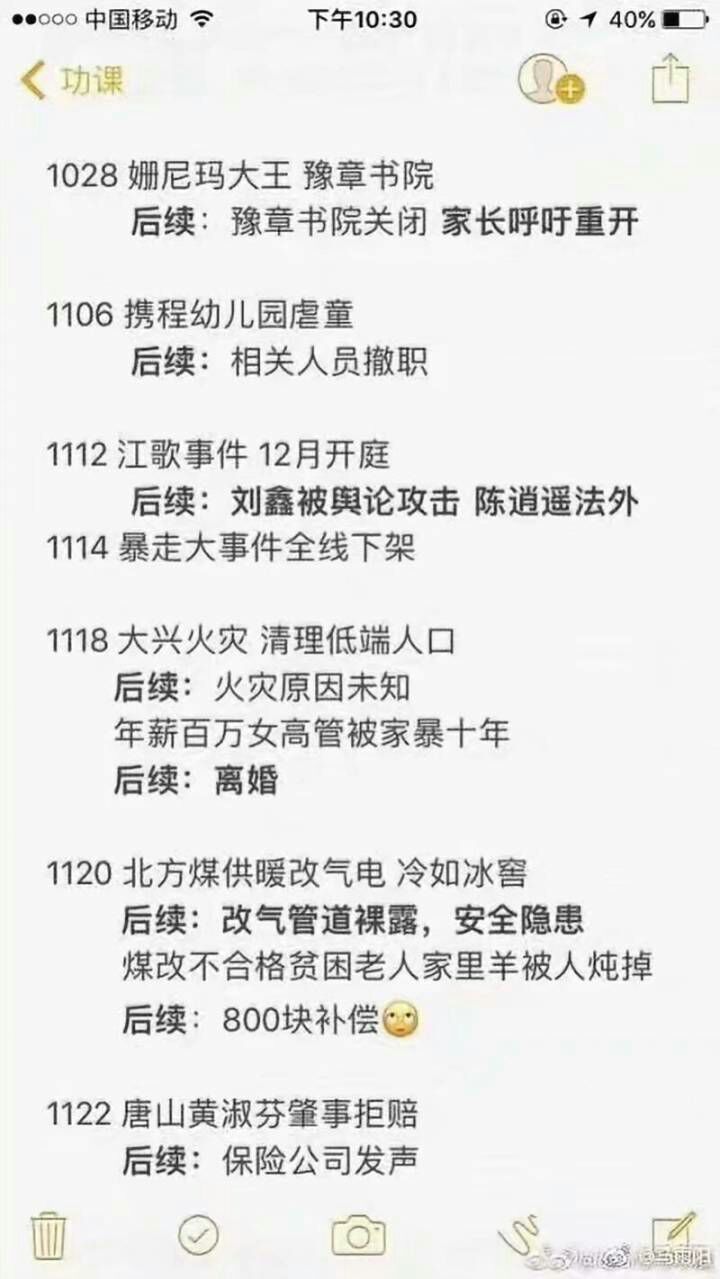 中国移动 下午10:30 40%
功课
1028 姗尼玛大王 豫章书院
后续：豫章书院关闭 家长呼吁重开
1106 携程幼儿园虐童
后续：相关人员撤职
1112 江歌事件 12月开庭
后续：刘鑫被舆论攻击 陈逍遥法外
1114 暴走大事件全线下架
1118 大兴火灾 清理低端人口
后续：火灾原因未知
年薪百万女高管被家暴十年
后续：离婚
1120 北方煤供暖改气电 冷如冰窖
后续：改气管道裸露，安全隐患
煤改不合格贫困老人家里羊被人炖掉
后续：800块补偿🙄
1122 唐山黄淑芬肇事拒赔
后续：保险公司发声